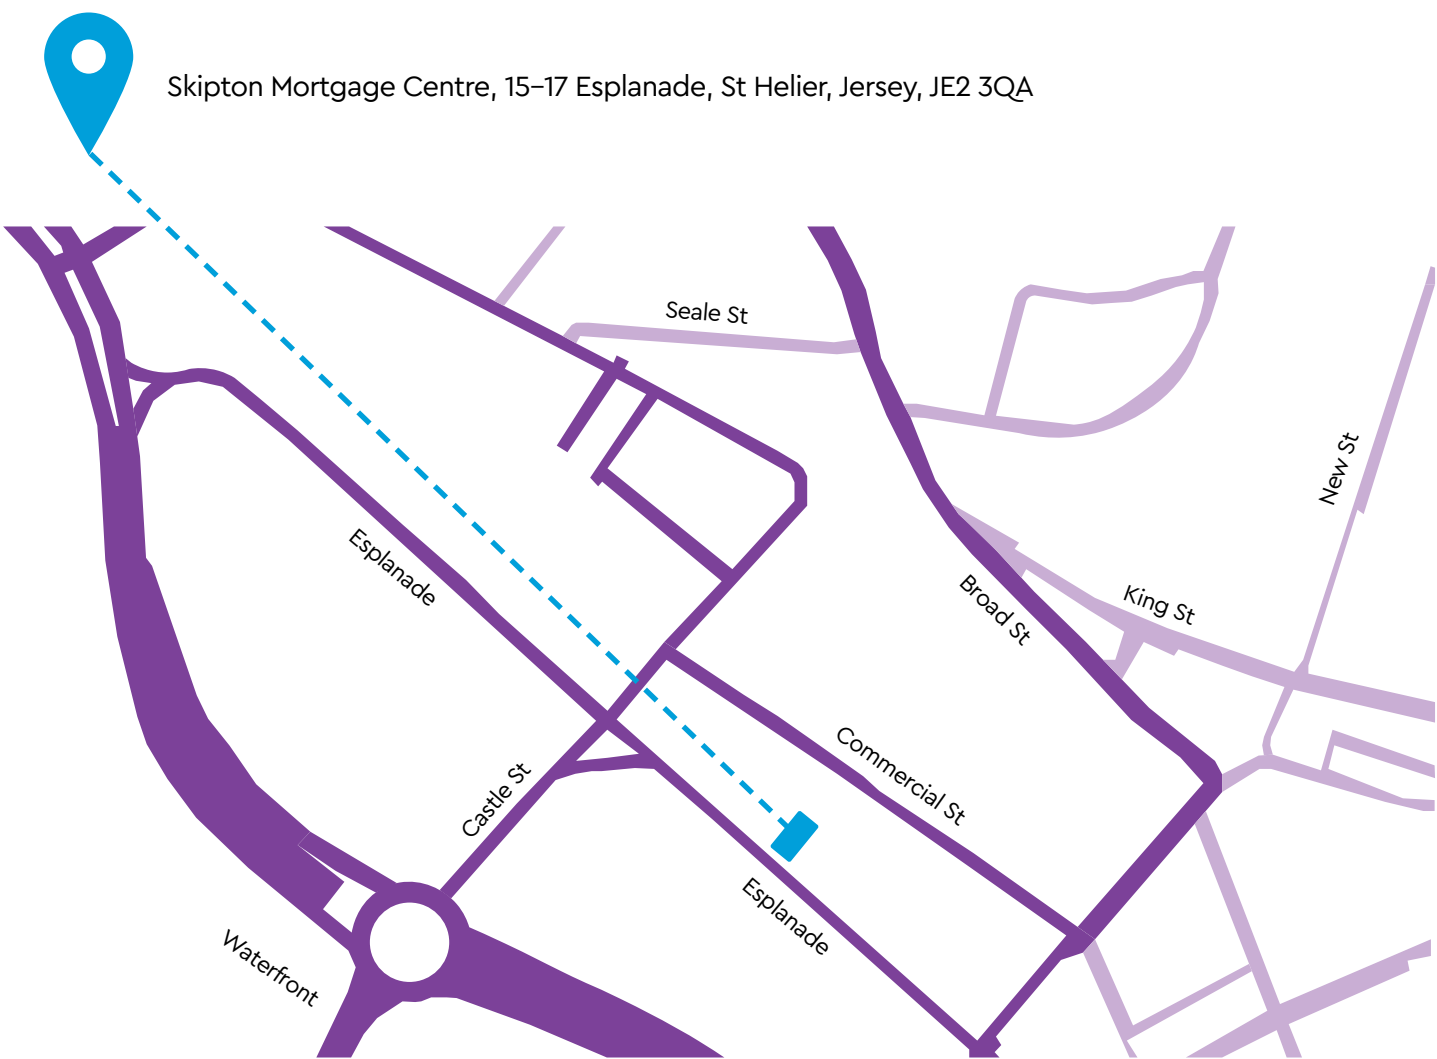 Skipton Mortgage Centre, 15–17 Esplanade, St Helier, Jersey, JE2 3QA
Seale St
New St
Esplanade
Broad St
King St
Commercial St
Castle St
Esplanade
Waterfront